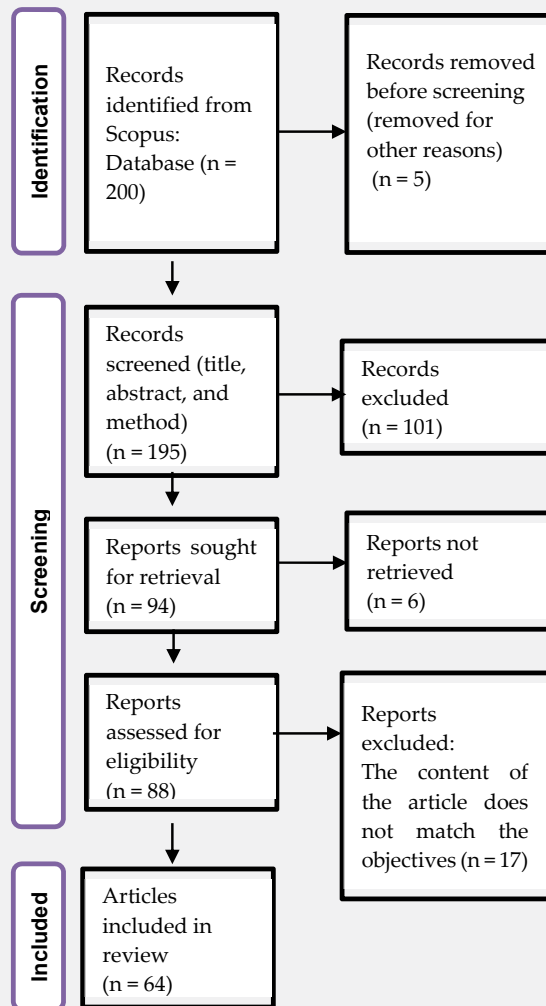 Identification
Records
identified from
Scopus:
Database (n =
200)
Records removed
before screening
(removed for
other reasons)
(n = 5)
Screening
Records
screened (title,
abstract, and
method)
(n = 195)
Records
excluded
(n = 101)
Reports sought
for retrieval
(n = 94)
Reports not
retrieved
(n = 6)
Reports
assessed for
eligibility
(n = 88)
Reports
excluded:
The content of
the article does
not match the
objectives (n = 17)
Included
Articles
included in
review
(n = 64)